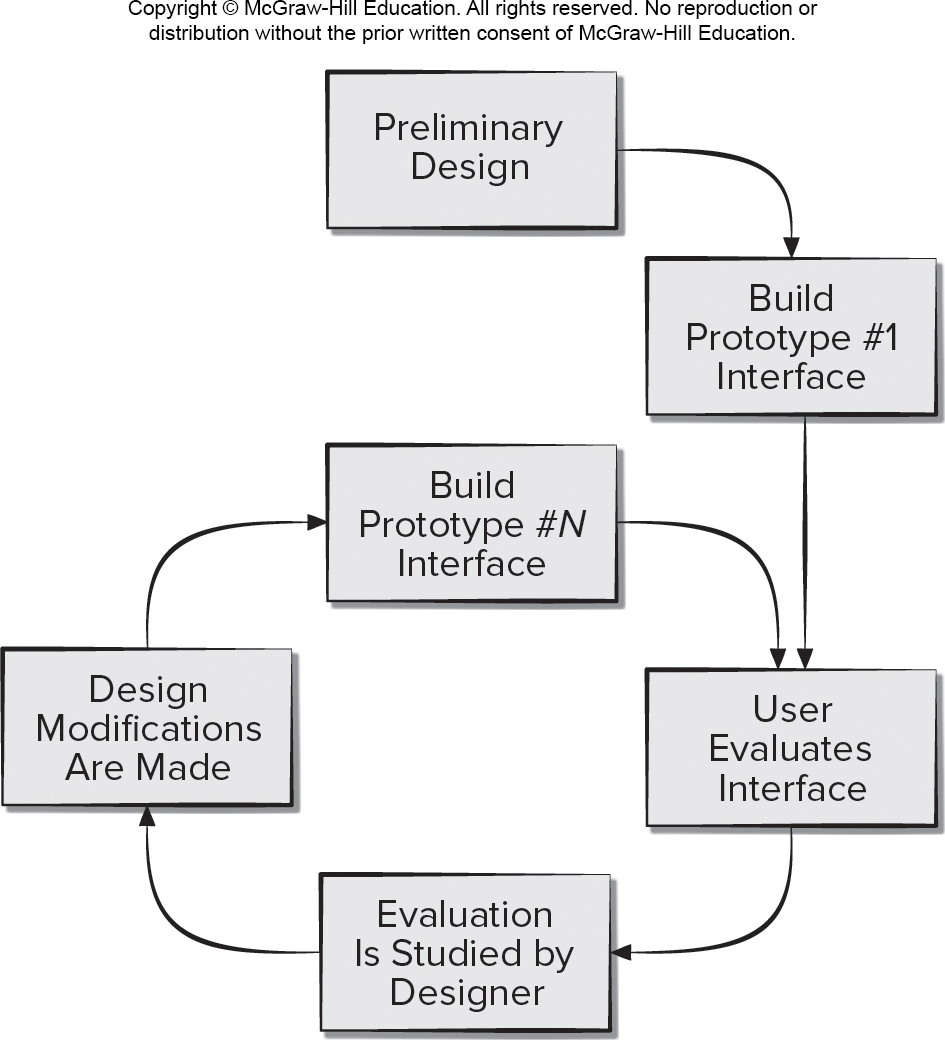 Copyright © McGraw-Hill Education. All rights reserved. No reproduction or
distribution without the prior written consent of McGraw-Hill Education.
Preliminary
Design
Build
Prototype #1
Interface
Build
Prototype #N
Interface
Design
Modifications
Are Made
User
Evaluates
Interface
Evaluation
Is Studied by
Designer